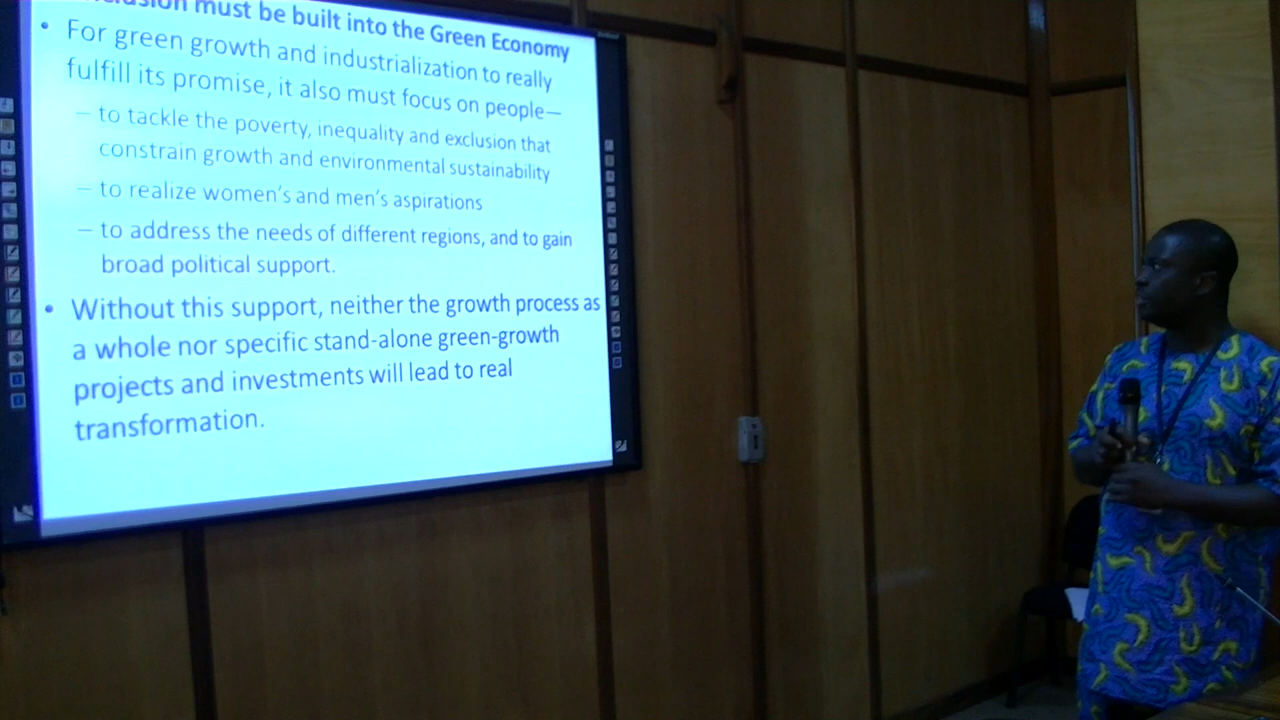 must be built into the Green Economy
• For green growth and industrialization to really
fulfill its promise, it also must focus on people—
– to tackle the poverty, inequality and exclusion that
constrain growth and environmental sustainability
– to realize women's and men's aspirations
– to address the needs of different regions, and to gain
broad political support.
• Without this support, neither the growth process as
a whole nor specific stand-alone green-growth
projects and investments will lead to real
transformation.